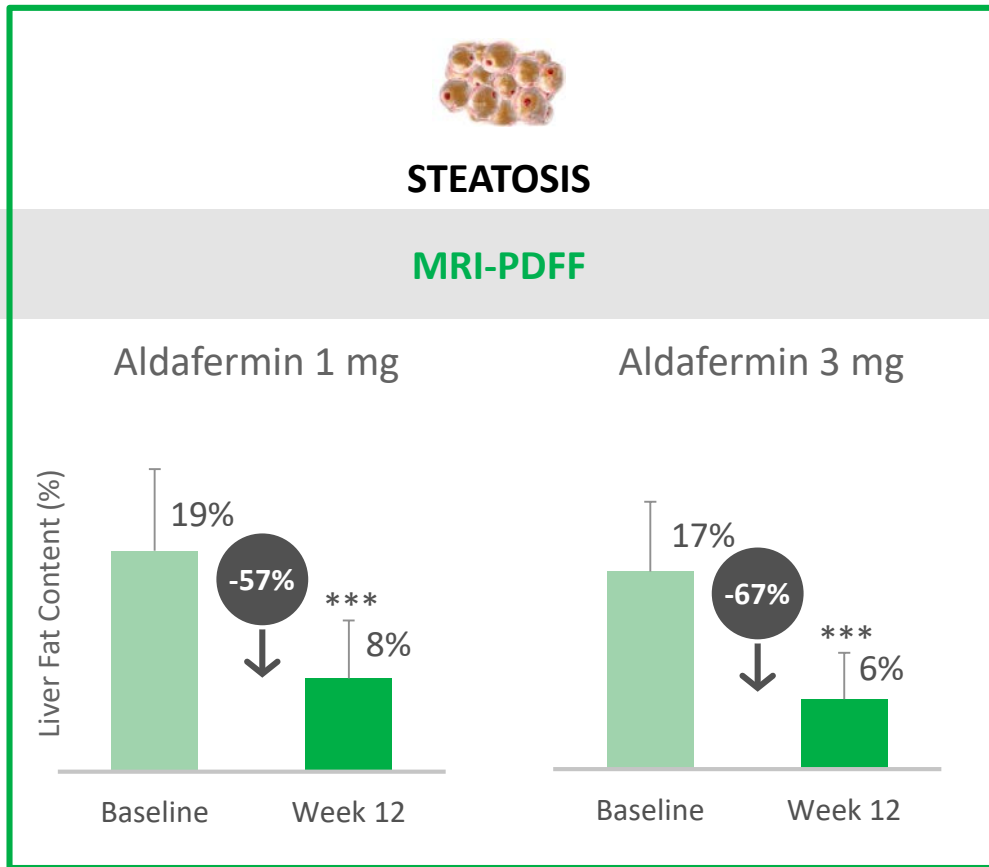 STEATOSIS
MRI-PDFF
Aldafermin 1 mg
Liver Fat Content (%)
19%
-57%
***
8%
Baseline
Week 12
Aldafermin 3 mg
17%
-67%
***
6%
Baseline
Week 12